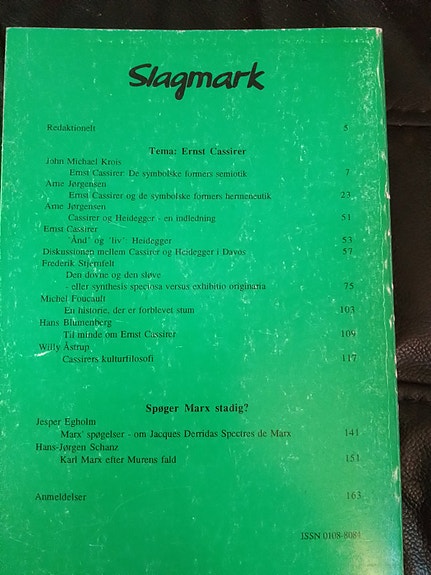 Slagmark
Redaktionelt 5
Tema: Ernst Cassirer
John Michael Krois
Ernst Cassirer: De symbolske formers semiotik 7
Arne Jørgensen
Ernst Cassirer og de symbolske formers hermeneutik 23
Arne Jørgensen
Cassirer og Heidegger - en indledning 51
Ernst Cassirer
'Ånd' og 'liv': Heidegger 53
Diskussionen mellem Cassirer og Heidegger i Davos 57
Frederik Stjernfelt
Den dovne og den sløve
- eller synthesis speciosa versus exhibitio originaria 75
Michel Foucault
En historie, der er forblevet stum 103
Hans Blumenberg
Til minde om Ernst Cassirer 109
Willy Åstrup
Cassirers kulturfilosofi 117
Spøger Marx stadig?
Jesper Egholm
Marx' spøgelser - om Jacques Derridas Spectres de Marx 141
Hans-Jørgen Schanz
Karl Marx efter Murens fald 151
Anmeldelser 163
ISSN 0108-8084